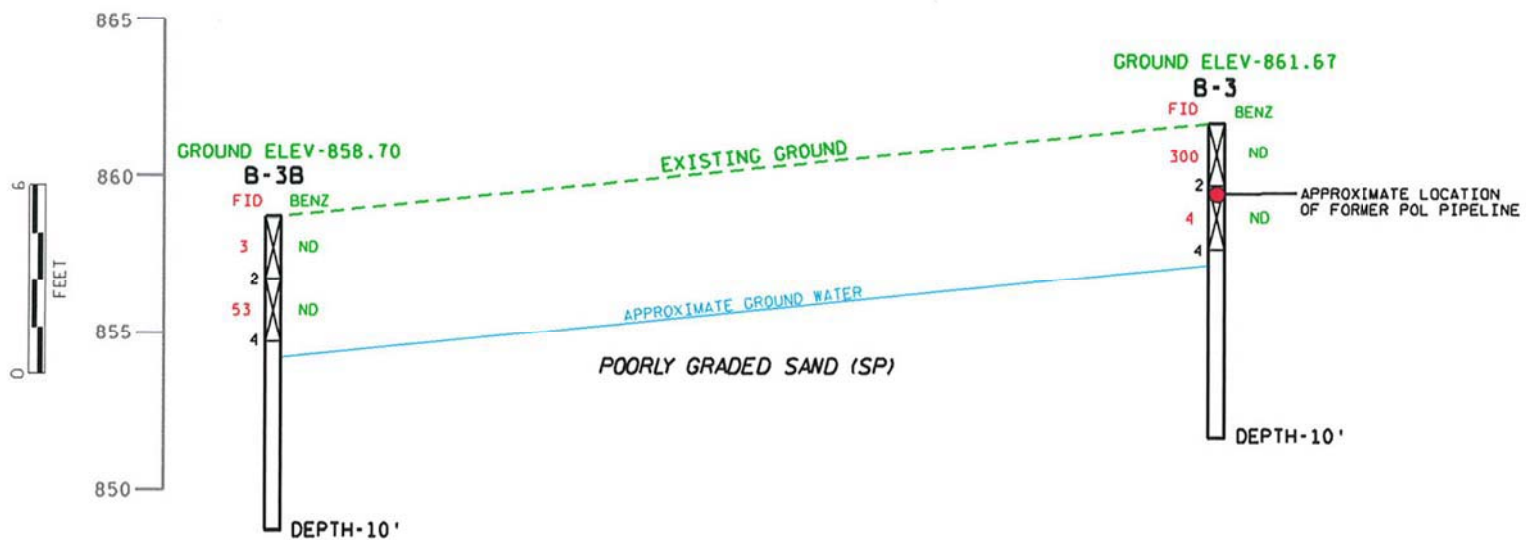 865
860
855
850
6
0
FEET
GROUND ELEV-858.70
B-3B
FID BENZ
3 ND
2
53 ND
4
DEPTH-10'
EXISTING GROUND
APPROXIMATE GROUND WATER
POORLY GRADED SAND (SP)
GROUND ELEV-861.67
B-3
FID BENZ
300 ND
2
APPROXIMATE LOCATION
OF FORMER POL PIPELINE
4 ND
4
DEPTH-10'